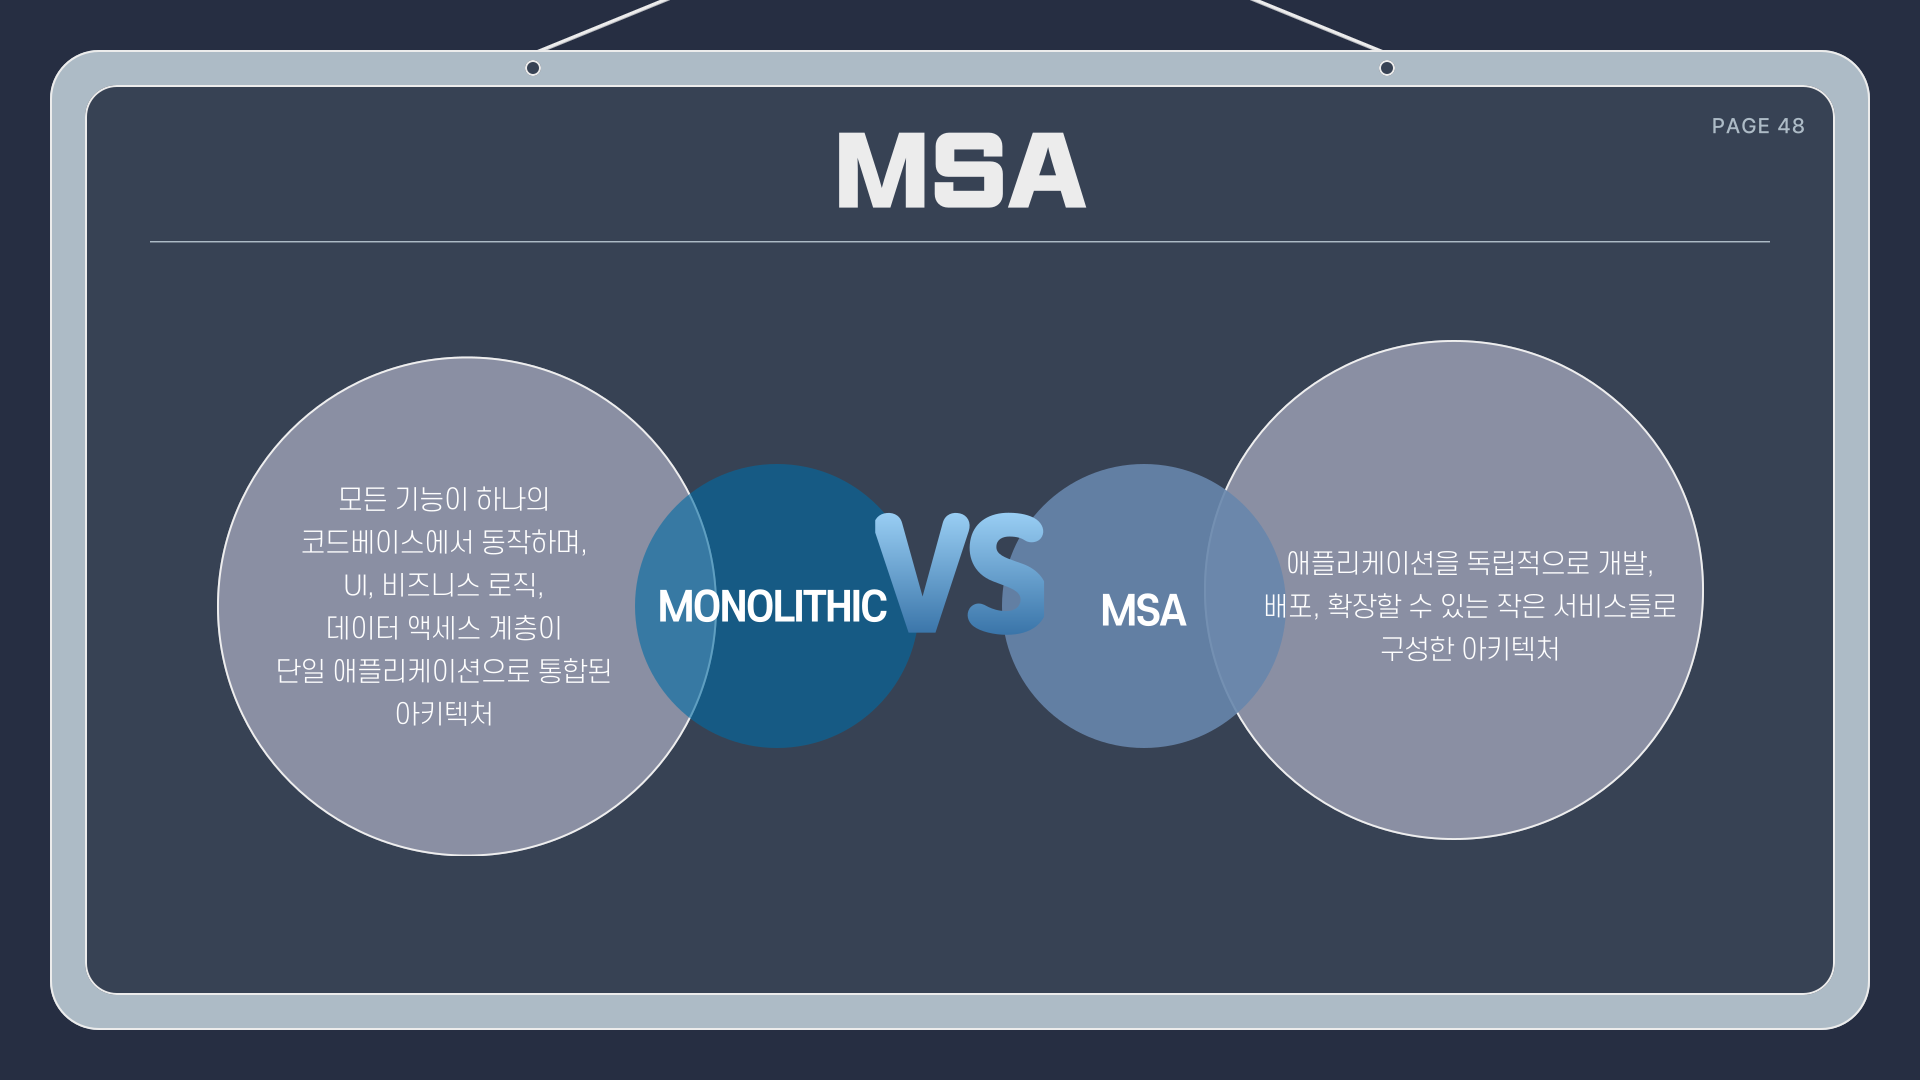 PAGE 48
MSA
모든 기능이 하나의
코드베이스에서 동작하며,
UI, 비즈니스 로직,
데이터 액세스 계층이
단일 애플리케이션으로 통합된
아키텍처
MONOLITHIC
VS
MSA
애플리케이션을 독립적으로 개발,
배포, 확장할 수 있는 작은 서비스들로
구성한 아키텍처